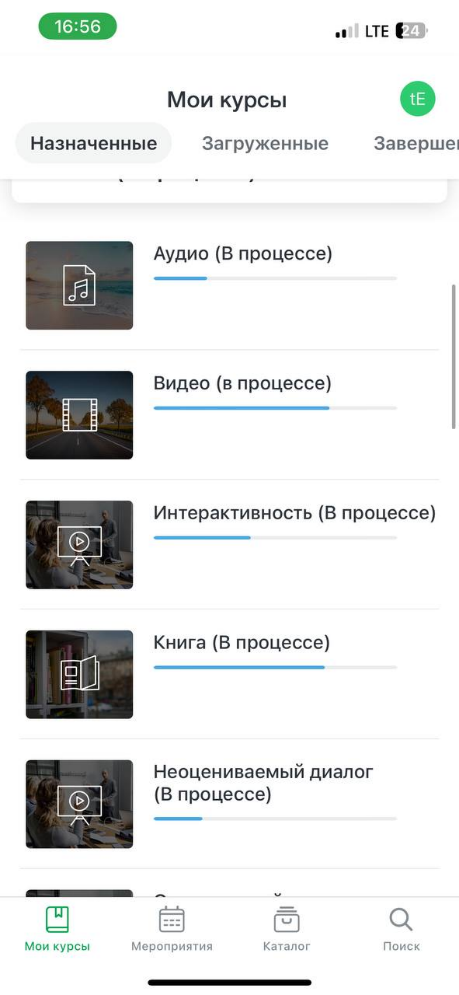 16:56
LTE
24
Мои курсы
tE
Назначенные
Загруженные
Заверше
Аудио (В процессе)
Видео (в процессе)
Интерактивность (В процессе)
Книга (В процессе)
Неоцениваемый диалог
(В процессе)
Мои курсы
Мероприятия
Каталог
Поиск